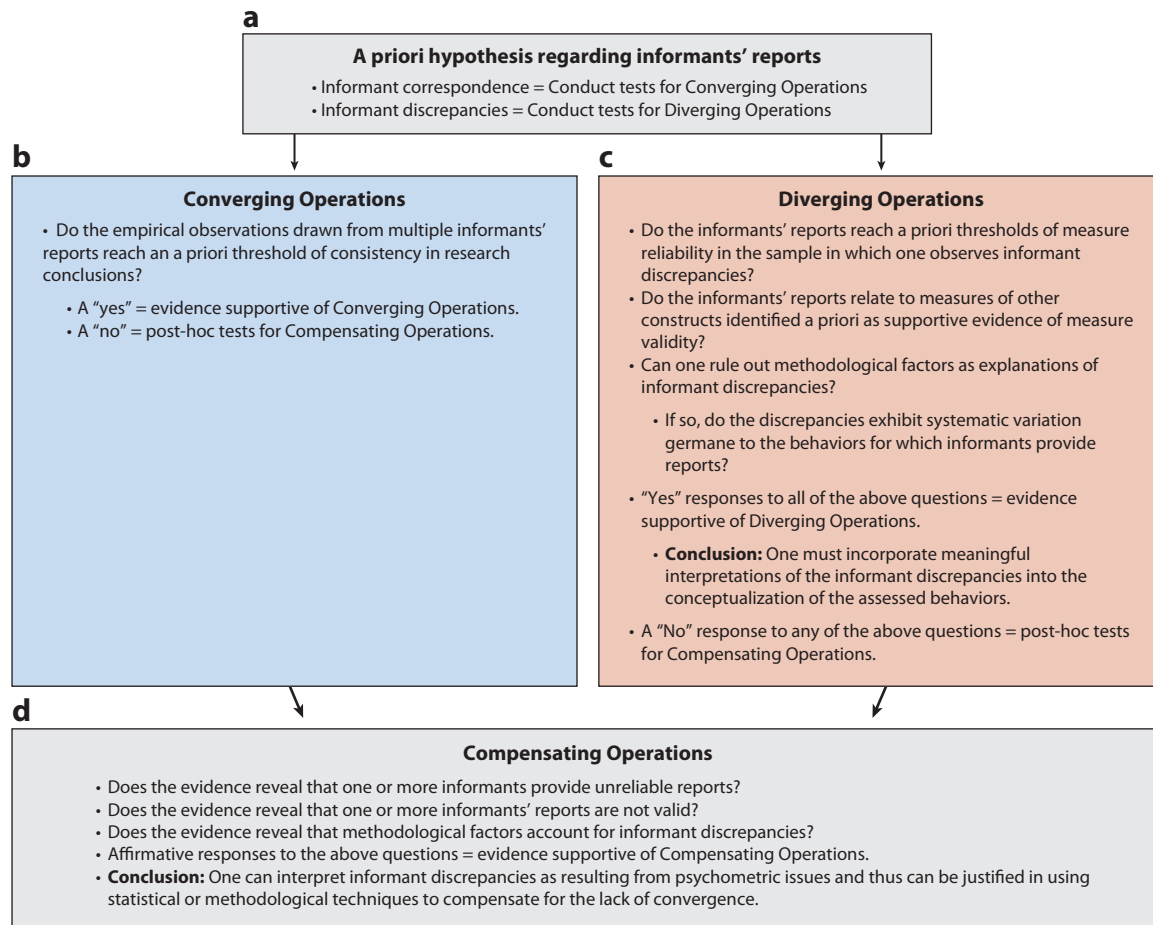 a
A priori hypothesis regarding informants’ reports
• Informant correspondence = Conduct tests for Converging Operations
• Informant discrepancies = Conduct tests for Diverging Operations
b
Converging Operations
• Do the empirical observations drawn from multiple informants’
reports reach an a priori threshold of consistency in research
conclusions?
• A “yes” = evidence supportive of Converging Operations.
• A “no” = post-hoc tests for Compensating Operations.
c
Diverging Operations
• Do the informants’ reports reach a priori thresholds of measure
reliability in the sample in which one observes informant
discrepancies?
• Do the informants’ reports relate to measures of other
constructs identified a priori as supportive evidence of measure
validity?
• Can one rule out methodological factors as explanations of
informant discrepancies?
• If so, do the discrepancies exhibit systematic variation
germane to the behaviors for which informants provide
reports?
• “Yes” responses to all of the above questions = evidence
supportive of Diverging Operations.
• Conclusion: One must incorporate meaningful
interpretations of the informant discrepancies into the
conceptualization of the assessed behaviors.
• A “No” response to any of the above questions = post-hoc tests
for Compensating Operations.
d
Compensating Operations
• Does the evidence reveal that one or more informants provide unreliable reports?
• Does the evidence reveal that one or more informants’ reports are not valid?
• Does the evidence reveal that methodological factors account for informant discrepancies?
• Affirmative responses to the above questions = evidence supportive of Compensating Operations.
• Conclusion: One can interpret informant discrepancies as resulting from psychometric issues and thus can be justified in using
statistical or methodological techniques to compensate for the lack of convergence.